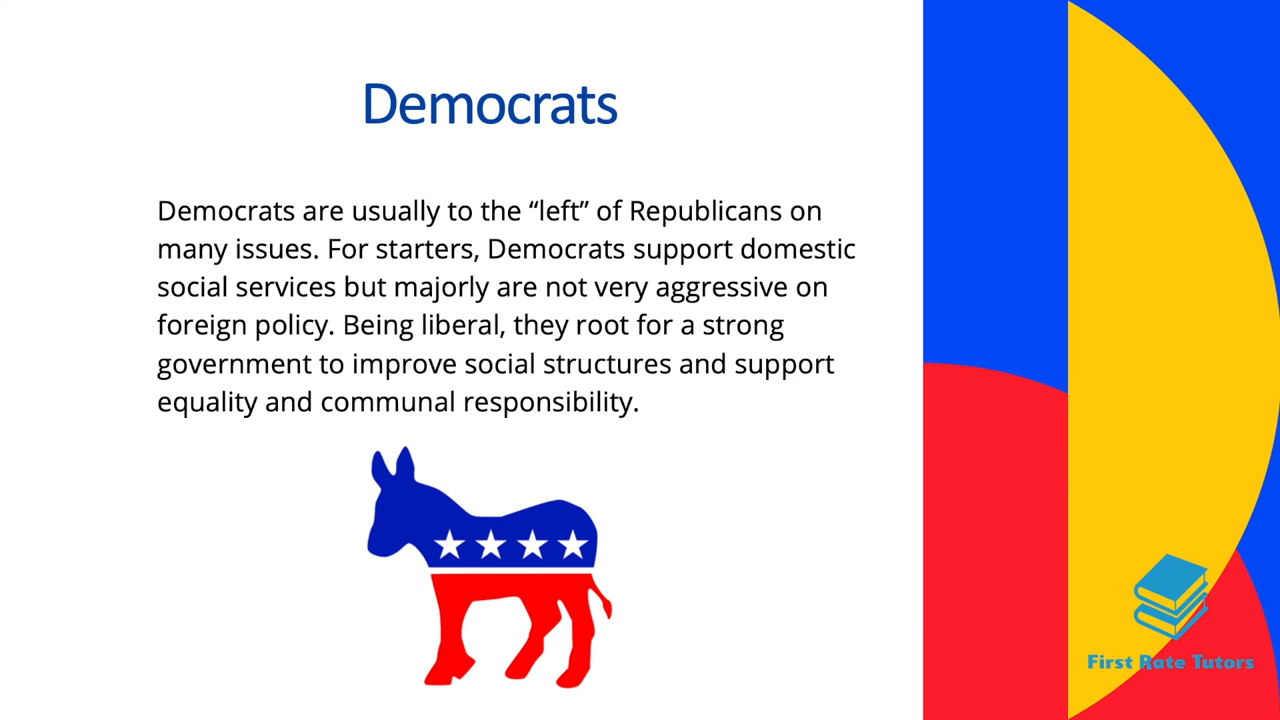 Democrats
Democrats are usually to the “left” of Republicans on
many issues. For starters, Democrats support domestic
social services but majorly are not very aggressive on
foreign policy. Being liberal, they root for a strong
government to improve social structures and support
equality and communal responsibility.
First Rate Tutors